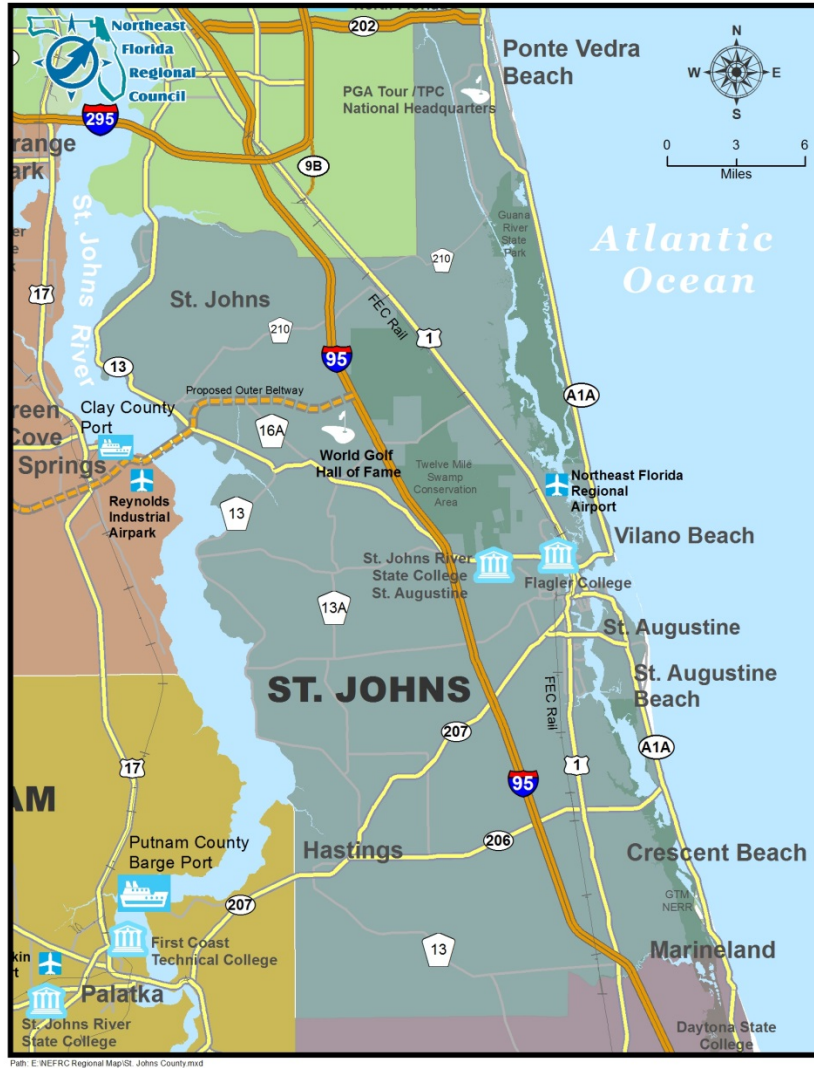 Northeast
Florida
Regional
Council
202
Ponte Vedra
Beach
N
W
E
S
PGA Tour /TPC
National Headquarters
295
0
3
6
Miles
9B
Guana
River
State
Park
Atlantic
Ocean
St. Johns River
17
210
St. Johns
FEC Rail
210
1
95
13
A1A
Proposed Outer Beltway
Clay County
Port
Cove
Springs
16A
World Golf
Hall of Fame
Twelve Mile
Swamp
Conservation
Area
Northeast Florida
Regional
Airport
Reynolds
Industrial
Airpark
13
Vilano Beach
St. Johns River
State College
St. Augustine
Flagler College
13A
St. Augustine
ST. JOHNS
St. Augustine
Beach
FEC Rail
207
A1A
17
1
95
AM
206
Putnam County
Barge Port
Hastings
Crescent Beach
GTM
NERR
207
First Coast
Technical College
13
Marineland
kin
rt
Palatka
St. Johns River
State College
Daytona State
College
Path: E:\NEFRC Regional Map\St. Johns County.mxd